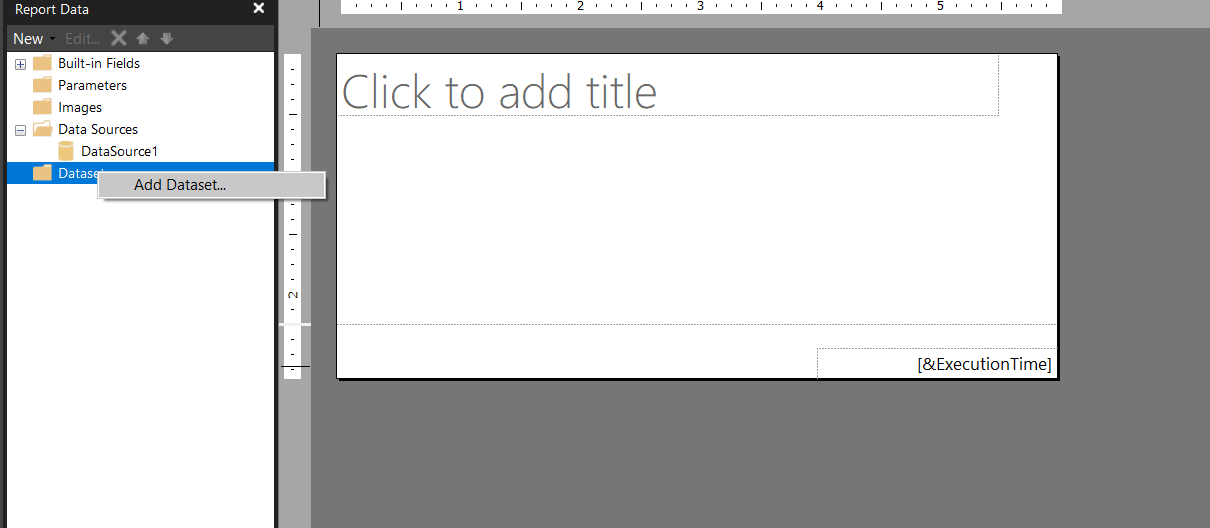 Report Data
New Edit...
Built-in Fields
Parameters
Images
Data Sources
DataSource1
Add Dataset...
1 2 3 4 5
2
Click to add title
[&ExecutionTime]